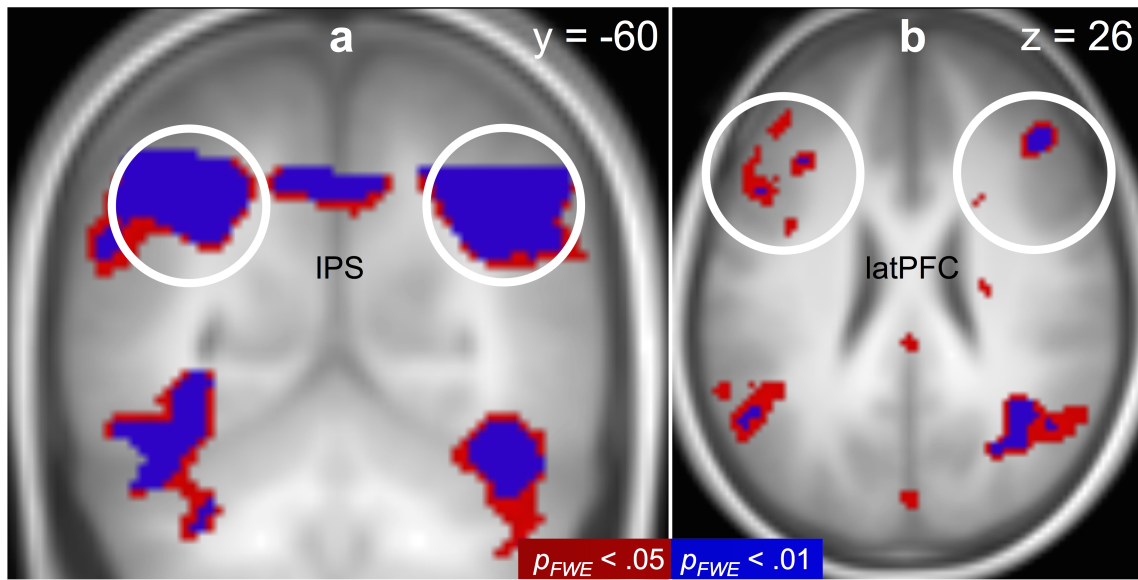 a
y = -60
b
z = 26
IPS
latPFC
pFWE < .05
pFWE < .01